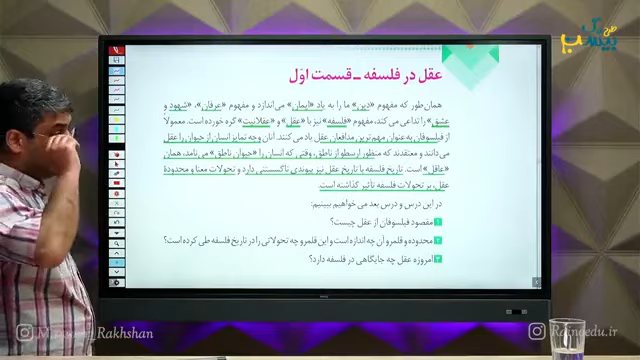 طرح
بیست
عقل در فلسفه - قسمت اول
همان‌طور که مفهوم «دین» ما را به یاد «ایمان» می‌اندازد و مفهوم «عرفان»، «شهود و
عشق» را تداعی می‌کند، مفهوم «فلسفه» نیز با «عقل» و «عقلانیت» گره خورده است. معمولاً
از فیلسوفان به عنوان مهم‌ترین مدافعان عقل یاد می‌کنند. آنان وجه تمایز انسان از حیوان را عقل
می‌دانند و معتقدند که منظور ارسطو از ناطق، وقتی که انسان را «حیوان ناطق» می‌نامد، همان
«عاقل» است. تاریخ فلسفه با تاریخ عقل نیز پیوندی ناگسستنی دارد و تحولات معنا و محدودهٔ
عقل، بر تحولات فلسفه تأثیر گذاشته است.
در این درس و درس بعد می خواهیم ببینیم:
۱ مقصود فیلسوفان از عقل چیست؟
۲ محدوده و قلمرو آن چه اندازه است و این قلمرو چه تحولاتی را در تاریخ فلسفه طی کرده است؟
۳ امروزه عقل چه جایگاهی در فلسفه دارد؟
Rakhshan